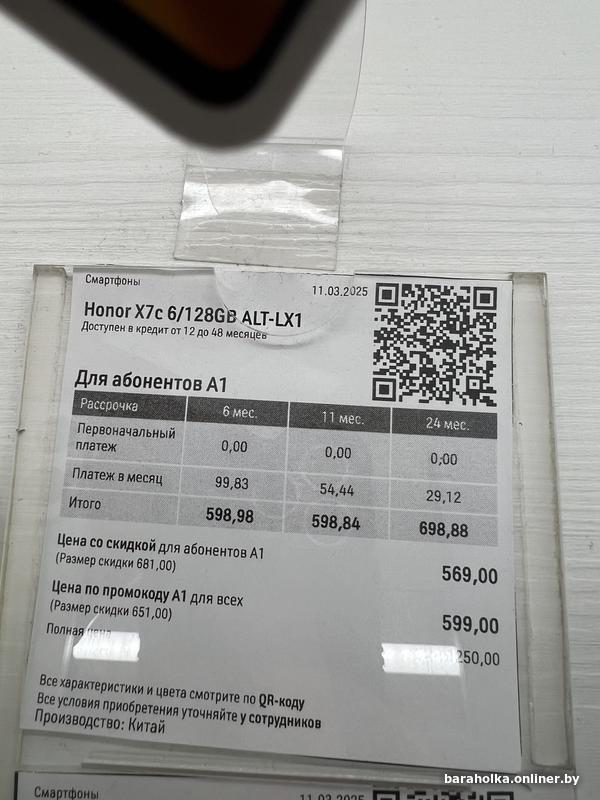 Смартфоны
11.03.2025
Honor X7c 6/128GB ALT-LX1
Доступен в кредит от 12 до 48 месяцев
Для абонентов А1
Рассрочка 6 мес. 11 мес. 24 мес.
Первоначальный
платеж 0,00 0,00 0,00
Платеж в месяц 99,83 54,44 29,12
Итого 598,98 598,84 698,88
Цена со скидкой для абонентов А1
(Размер скидки 681,00) 569,00
Цена по промокоду А1 для всех
(Размер скидки 651,00) 599,00
Полная 250,00
Все характеристики и цвета смотрите по QR-коду
Все условия приобретения уточняйте у сотрудников
Производство: Китай
baraholka.onliner.by
Смартфоны
11.03.2025